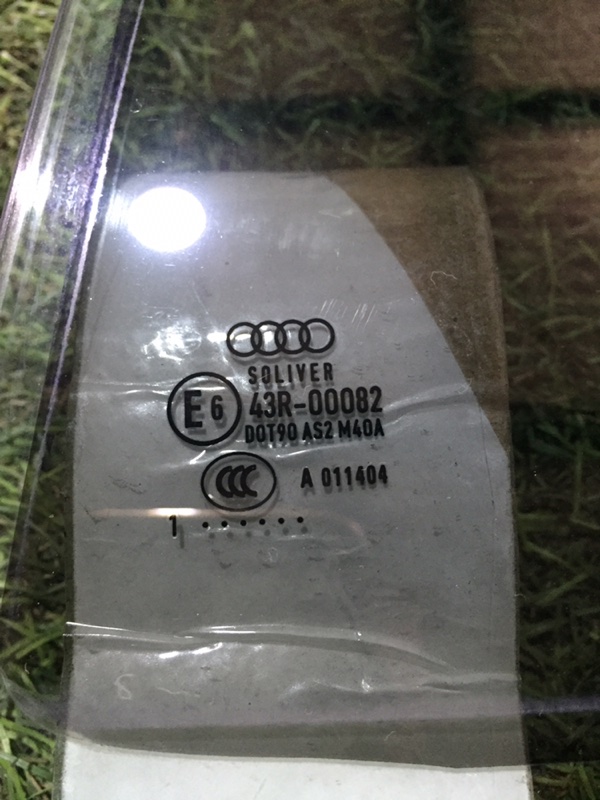 SOLIVER
E6 43R-00082
DOT90 AS2 M40A
CCC A 011404
1 ••••••